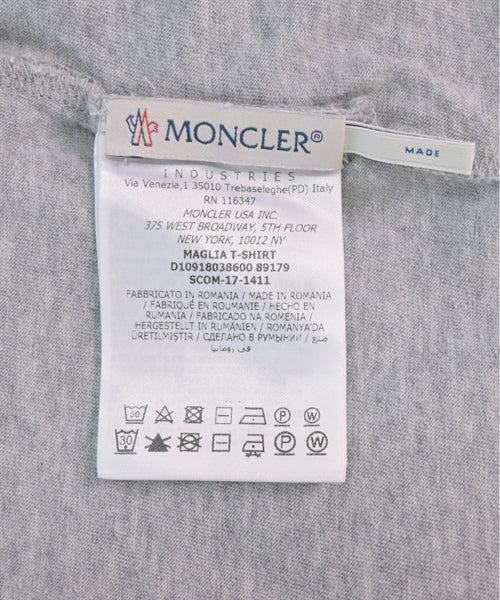 MONCLER®
MADE
INDUSTRIES
Via Venezia,1 35010 Trebaseleghe(PD) Italy
RN 116347
MONCLER USA INC.
375 WEST BROADWAY, 5TH FLOOR
NEW YORK, 10012 NY
MAGLIA T-SHIRT
D10918038600 89179
SCOM-17-1411
FABBRICATO IN ROMANIA / MADE IN ROMANIA
/ FABRIQUÉ EN ROUMANIE / HECHO EN
RUMANIA / FABRICADO NA ROMÉNIA /
HERGESTELLT IN RUMÄNIEN / ROMANYA'DA
ÜRETILMIŞTIR / СДЕЛАНО В РУМЫНИИ / صنع
في رومانيا
30 P W
30 P W